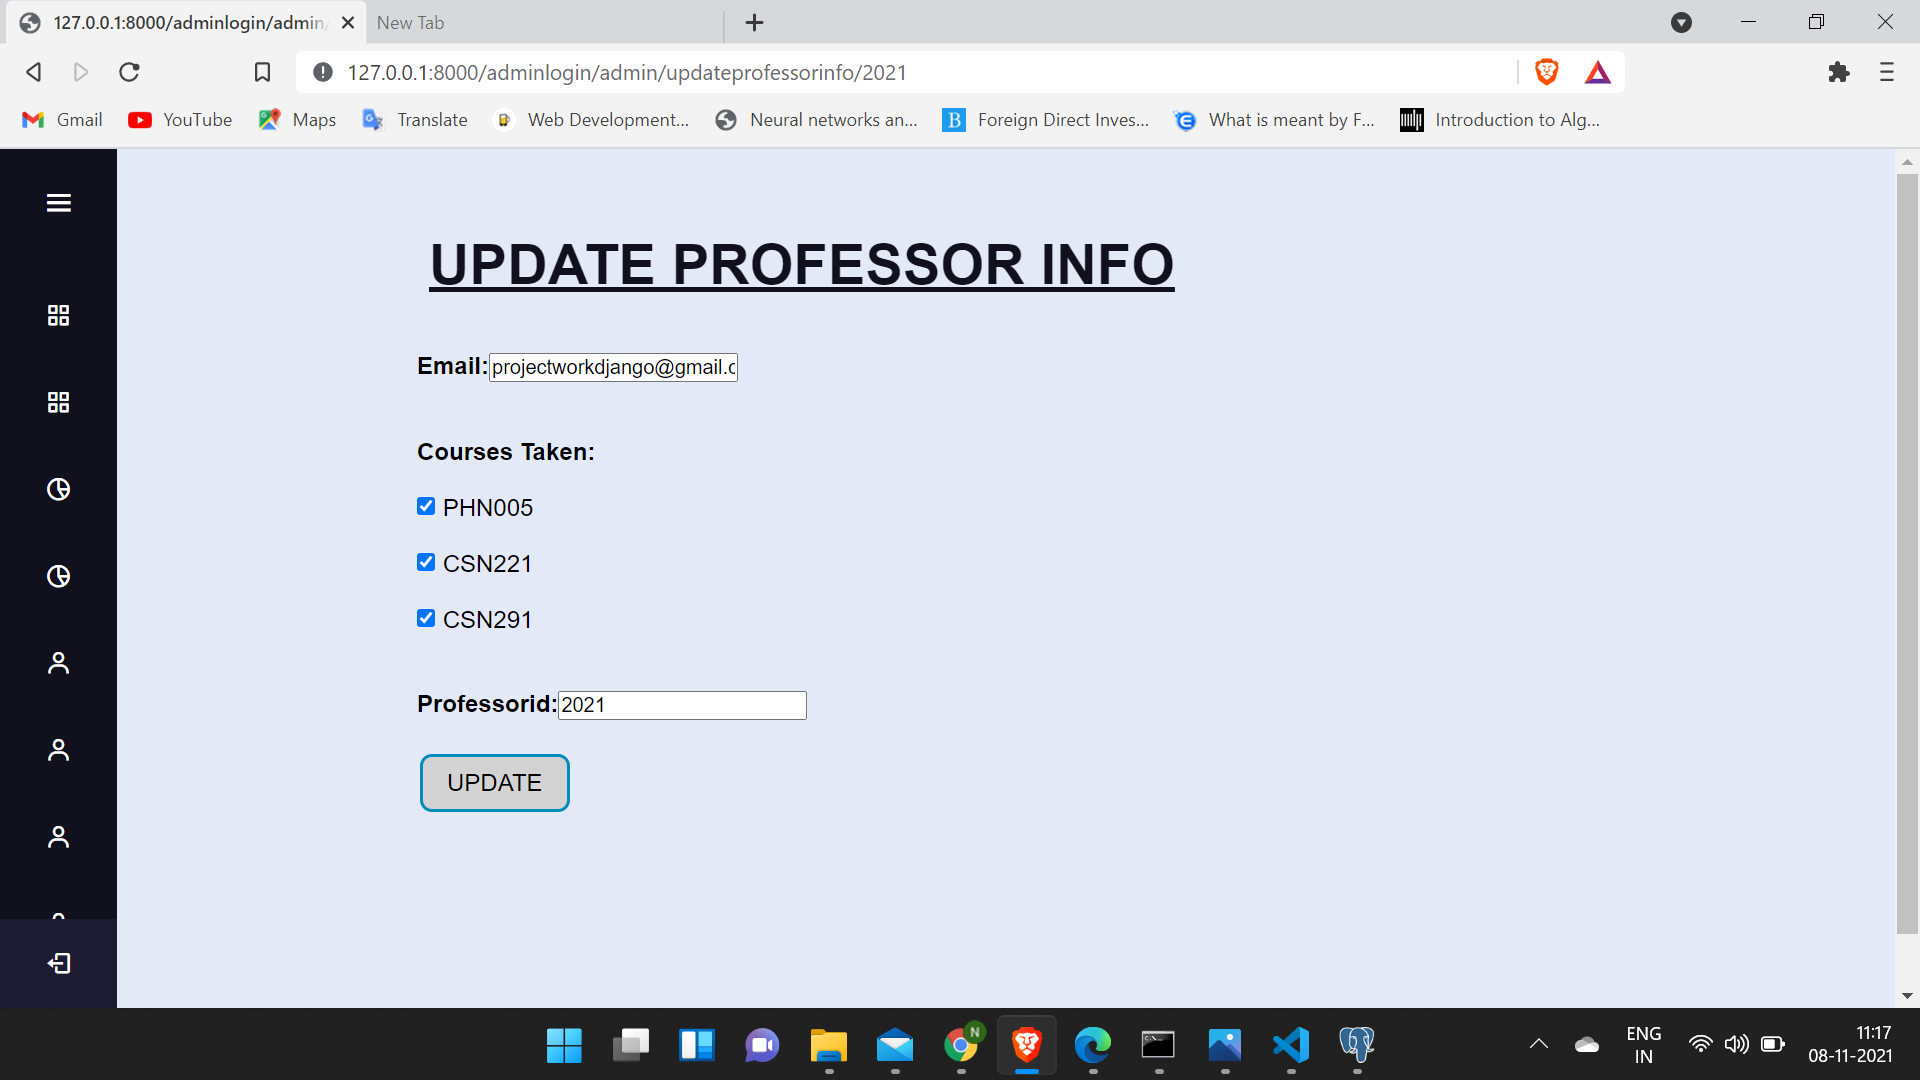 127.0.0.1:8000/adminlogin/admin
New Tab
127.0.0.1:8000/adminlogin/admin/updateprofessorinfo/2021
Gmail
YouTube
Maps
Translate
Web Development...
Neural networks an...
B
Foreign Direct Inves...
What is meant by F...
Introduction to Alg...
UPDATE PROFESSOR INFO
Email:projectworkdjango@gmail.c
Courses Taken:
PHN005
CSN221
CSN291
Professorid:2021
UPDATE
N
ENG
IN
11:17
08-11-2021